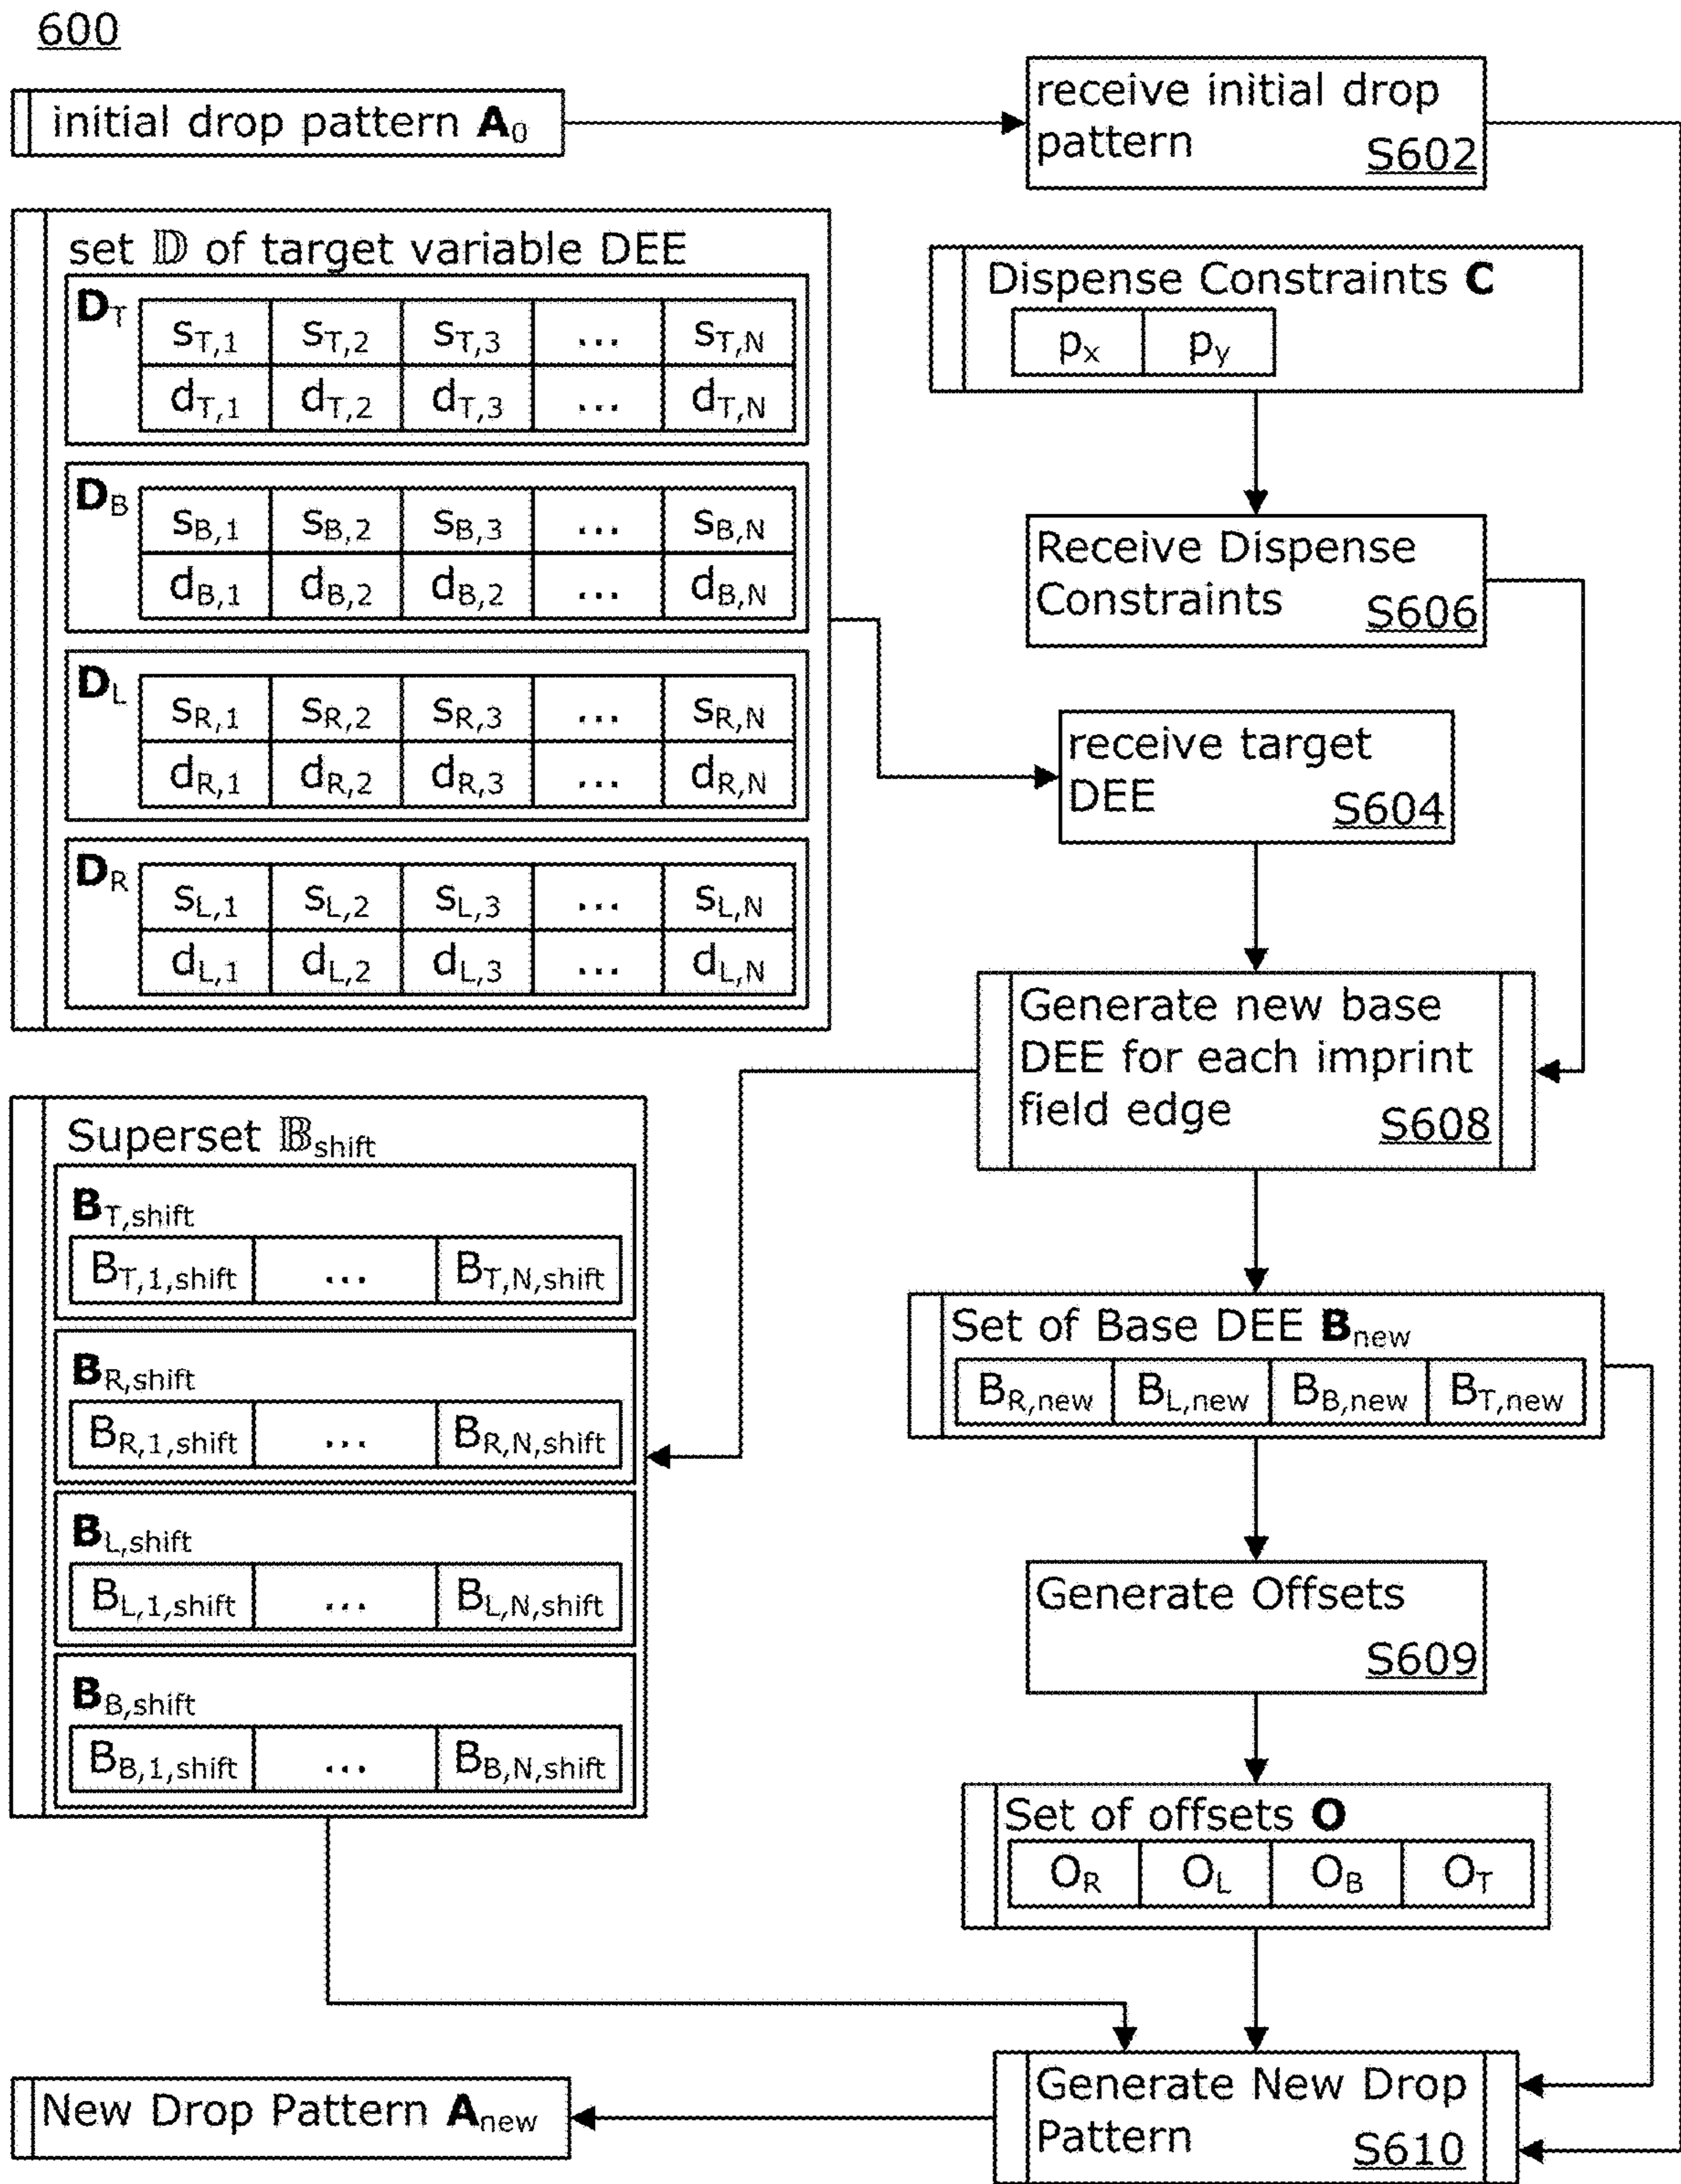 600
initial drop pattern A0
receive initial drop
pattern
S602
set 𝔻 of target variable DEE
DT
sT,1 sT,2 sT,3 ... sT,N
dT,1 dT,2 dT,3 ... dT,N
DB
sB,1 sB,2 sB,3 ... sB,N
dB,1 dB,2 dB,2 ... dB,N
DL
sR,1 sR,2 sR,3 ... sR,N
dR,1 dR,2 dR,3 ... dR,N
DR
sL,1 sL,2 sL,3 ... sL,N
dL,1 dL,2 dL,3 ... dL,N
Dispense Constraints C
px py
Receive Dispense
Constraints
S606
receive target
DEE
S604
Generate new base
DEE for each imprint
field edge
S608
Superset 𝔹shift
BT,shift
BT,1,shift ... BT,N,shift
BR,shift
BR,1,shift ... BR,N,shift
BL,shift
BL,1,shift ... BL,N,shift
BB,shift
BB,1,shift ... BB,N,shift
Set of Base DEE Bnew
BR,new BL,new BB,new BT,new
Generate Offsets
S609
Set of offsets O
OR OL OB OT
Generate New Drop
Pattern
S610
New Drop Pattern Anew